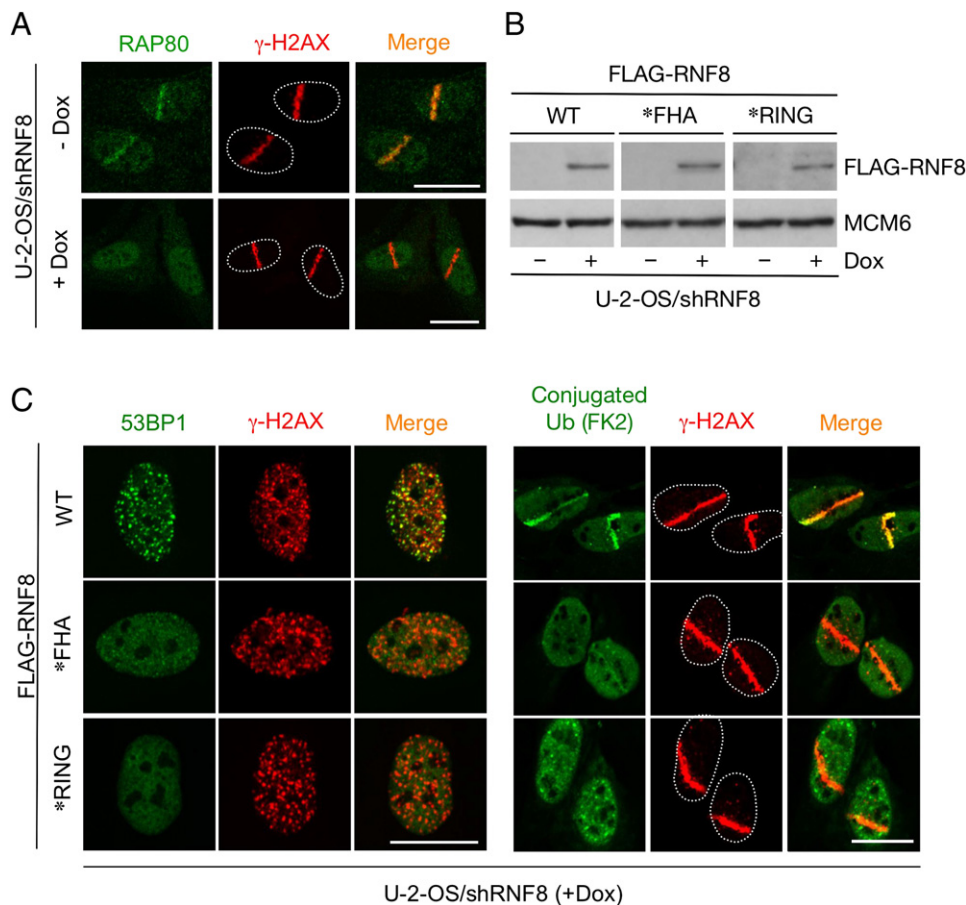 A
RAP80 γ-H2AX Merge
U-2-OS/shRNF8
- Dox
+ Dox
B
FLAG-RNF8
WT *FHA *RING
FLAG-RNF8
MCM6
− + − + − + Dox
U-2-OS/shRNF8
C
53BP1 γ-H2AX Merge
Conjugated
Ub (FK2) γ-H2AX Merge
FLAG-RNF8
WT
*FHA
*RING
U-2-OS/shRNF8 (+Dox)